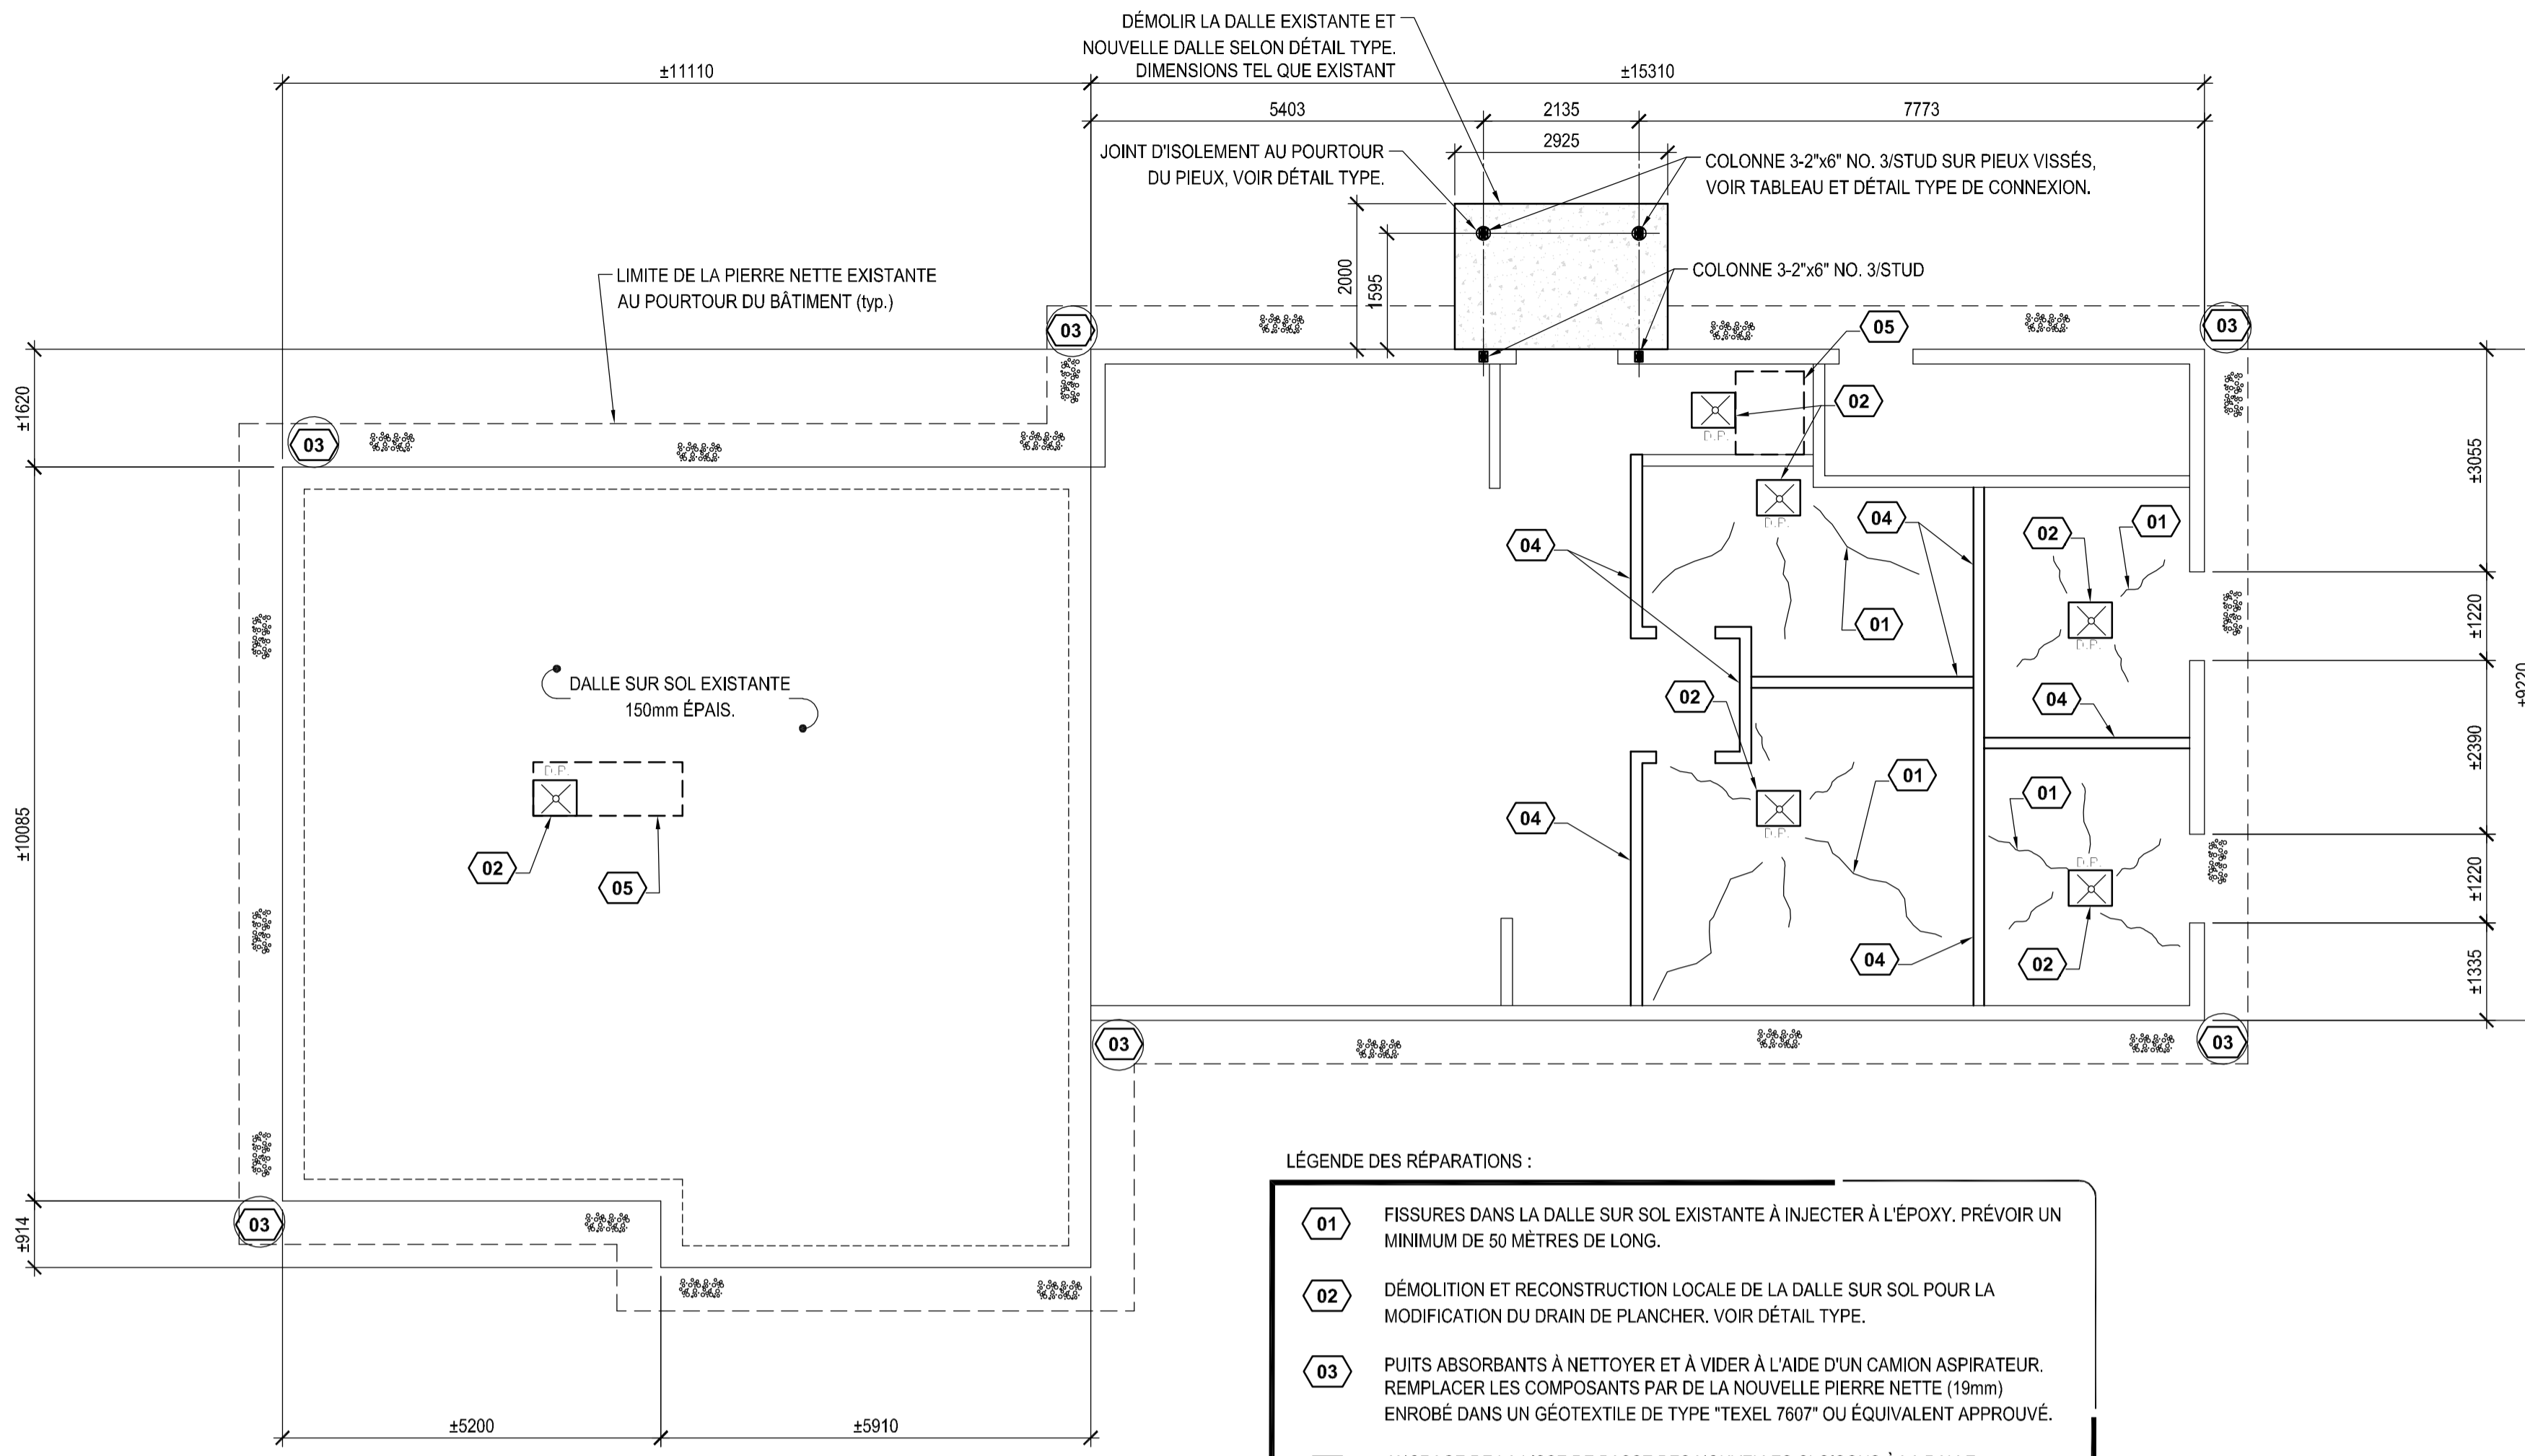 DÉMOLIR LA DALLE EXISTANTE ET
NOUVELLE DALLE SELON DÉTAIL TYPE.
DIMENSIONS TEL QUE EXISTANT
±11110
±15310
5403
2135
7773
2925
JOINT D'ISOLEMENT AU POURTOUR
DU PIEUX, VOIR DÉTAIL TYPE.
COLONNE 3-2"x6" NO. 3/STUD SUR PIEUX VISSÉS,
VOIR TABLEAU ET DÉTAIL TYPE DE CONNEXION.
2000
1595
COLONNE 3-2"x6" NO. 3/STUD
LIMITE DE LA PIERRE NETTE EXISTANTE
AU POURTOUR DU BÂTIMENT (typ.)
03
03
05
03
±1620
02
D.P.
±3055
D.P.
04
04
02
01
01
±1220
D.P.
DALLE SUR SOL EXISTANTE
150mm ÉPAIS.
02
04
±9220
±2390
D.P.
02
05
±10085
01
01
04
D.P.
D.P.
±1220
04
02
±1335
03
03
03
±914
±5200
±5910
LÉGENDE DES RÉPARATIONS :
01
FISSURES DANS LA DALLE SUR SOL EXISTANTE À INJECTER À L'ÉPOXY. PRÉVOIR UN
MINIMUM DE 50 MÈTRES DE LONG.
02
DÉMOLITION ET RECONSTRUCTION LOCALE DE LA DALLE SUR SOL POUR LA
MODIFICATION DU DRAIN DE PLANCHER. VOIR DÉTAIL TYPE.
03
PUITS ABSORBANTS À NETTOYER ET À VIDER À L'AIDE D'UN CAMION ASPIRATEUR.
REMPLACER LES COMPOSANTS PAR DE LA NOUVELLE PIERRE NETTE (19mm)
ENROBÉ DANS UN GÉOTEXTILE DE TYPE "TEXEL 7607" OU ÉQUIVALENT APPROUVÉ.